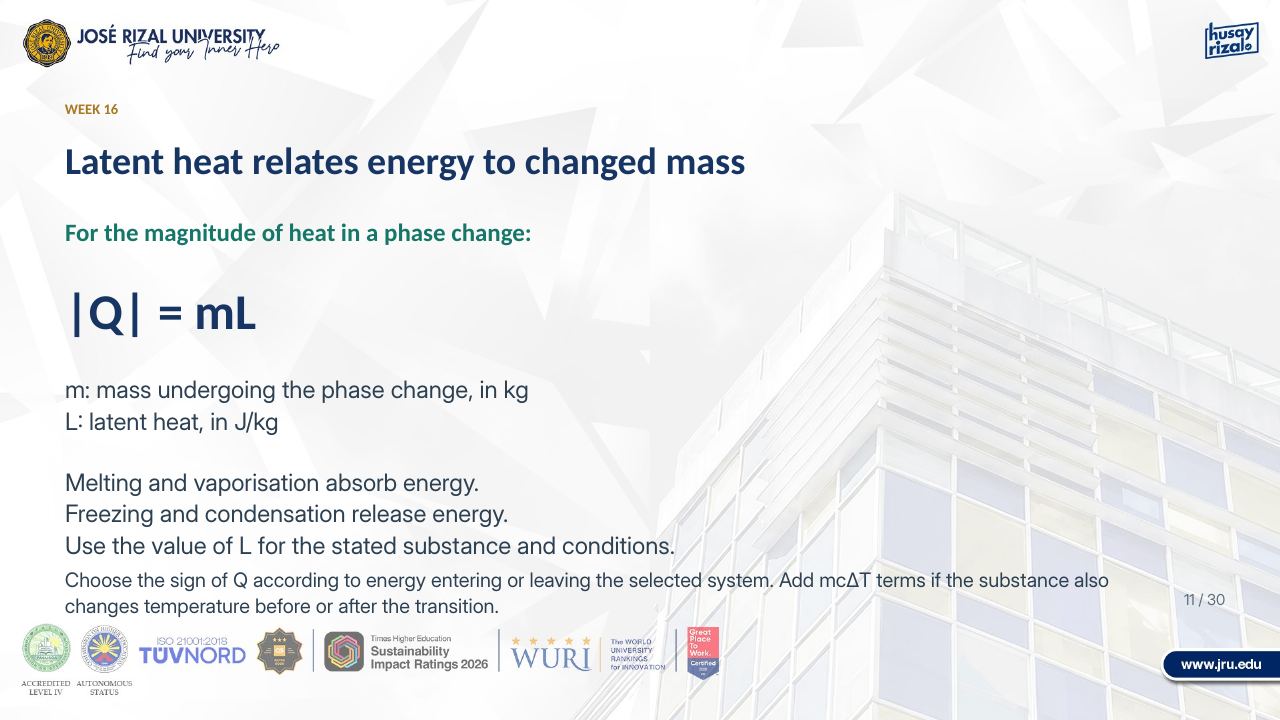 JOSÉ RIZAL UNIVERSITY
Find your Inner Hero
husay
rizal
WEEK 16
Latent heat relates energy to changed mass
For the magnitude of heat in a phase change:
|Q| = mL
m: mass undergoing the phase change, in kg
L: latent heat, in J/kg
Melting and vaporisation absorb energy.
Freezing and condensation release energy.
Use the value of L for the stated substance and conditions.
Choose the sign of Q according to energy entering or leaving the selected system. Add mcΔT terms if the substance also
changes temperature before or after the transition.
11 / 30
ACCREDITED
LEVEL IV
AUTONOMOUS
STATUS
ISO 21001:2018
TÜVNORD
Times Higher Education
Sustainability
Impact Ratings 2026
WURI
The WORLD
UNIVERSITY
RANKINGS
for INNOVATION
Great
Place
To
Work.
Certified
www.jru.edu